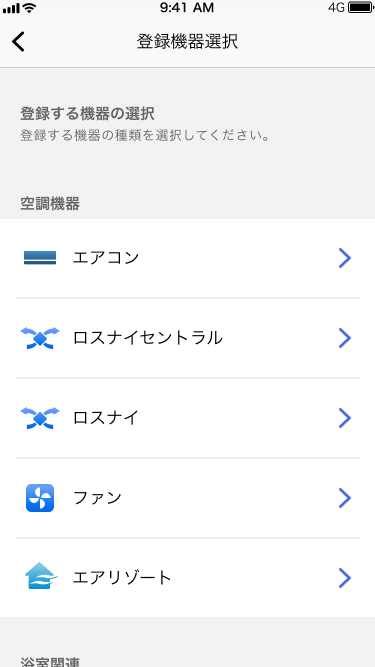 9:41 AM 4G
登録機器選択
登録する機器の選択
登録する機器の種類を選択してください。
空調機器
エアコン
ロスナイセントラル
ロスナイ
ファン
エアリゾート
浴室関連